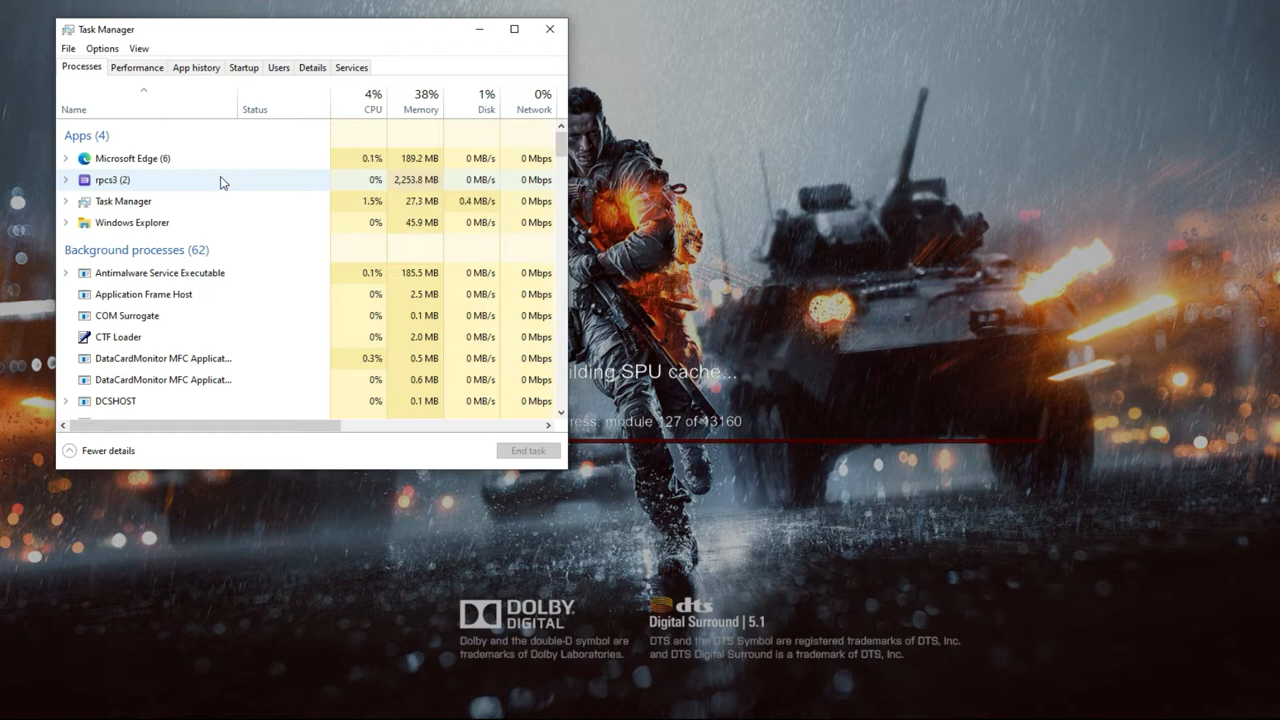 Task Manager
File Options View
Processes Performance App history Startup Users Details Services
4% 38% 1% 0%
Name Status CPU Memory Disk Network
Apps (4)
Microsoft Edge (6) 0.1% 189.2 MB 0 MB/s 0 Mbps
rpcs3 (2) 0% 2,253.8 MB 0 MB/s 0 Mbps
Task Manager 1.5% 27.3 MB 0.4 MB/s 0 Mbps
Windows Explorer 0% 45.9 MB 0 MB/s 0 Mbps
Background processes (62)
Antimalware Service Executable 0.1% 185.5 MB 0 MB/s 0 Mbps
Application Frame Host 0% 2.5 MB 0 MB/s 0 Mbps
COM Surrogate 0% 0.1 MB 0 MB/s 0 Mbps
CTF Loader 0% 2.0 MB 0 MB/s 0 Mbps
DataCardMonitor MFC Applicat... 0.3% 0.5 MB 0 MB/s 0 Mbps
DataCardMonitor MFC Applicat... 0% 0.6 MB 0 MB/s 0 Mbps
DCSHOST 0% 0.1 MB 0 MB/s 0 Mbps
Fewer details End task
ilding SPU cache...
ress, module 127 of 13160
DOLBY DIGITAL
Dolby and the double-D symbol are
trademarks of Dolby Laboratories.
dts
Digital Surround | 5.1
DTS and the DTS Symbol are registered trademarks of DTS, Inc.
and DTS Digital Surround is a trademark of DTS, Inc.